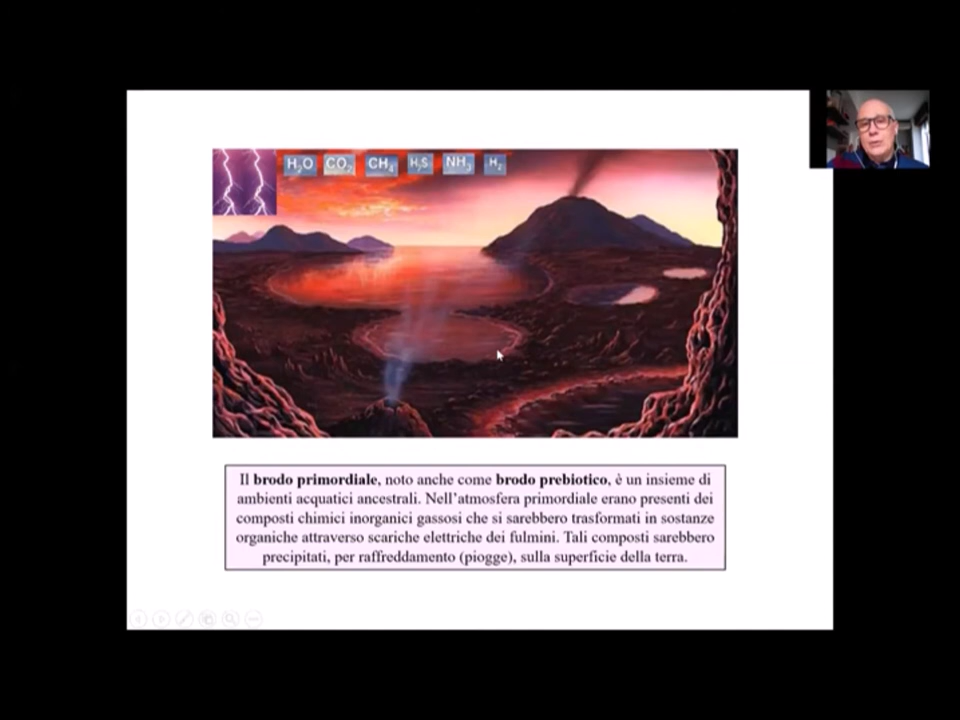 H₂O CO₂ CH₄ H₂S NH₃ H₂
Il brodo primordiale, noto anche come brodo prebiotico, è un insieme di
ambienti acquatici ancestrali. Nell'atmosfera primordiale erano presenti dei
composti chimici inorganici gassosi che si sarebbero trasformati in sostanze
organiche attraverso scariche elettriche dei fulmini. Tali composti sarebbero
precipitati, per raffreddamento (piogge), sulla superficie della terra.